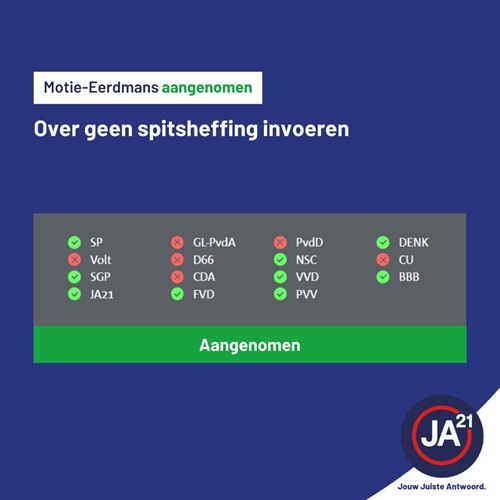 Motie-Eerdmans aangenomen
Over geen spitsheffing invoeren
SP GL-PvdA PvdD DENK
Volt D66 NSC CU
SGP CDA VVD BBB
JA21 FVD PVV
Aangenomen
JA21
Jouw Juiste Antwoord.